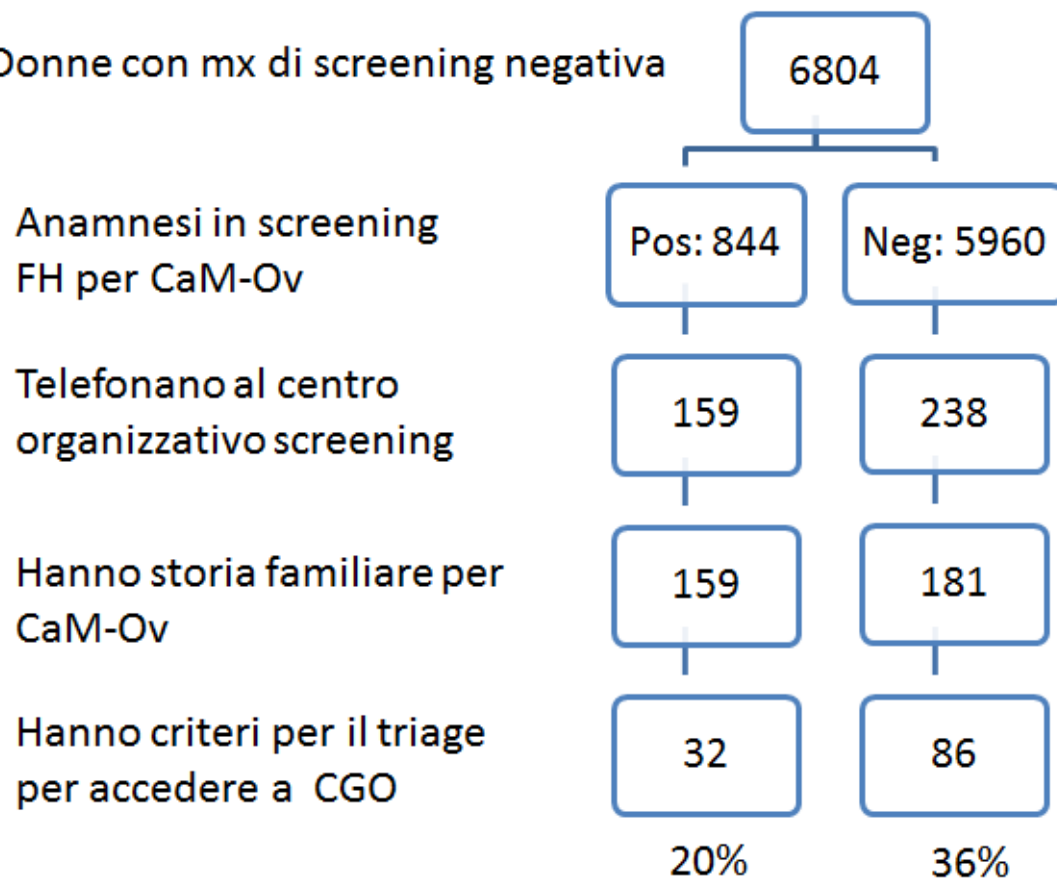 Donne con mx di screening negativa
6804
Anamnesi in screening
FH per CaM-Ov
Pos: 844
Neg: 5960
Telefonano al centro
organizzativo screening
159
238
Hanno storia familiare per
CaM-Ov
159
181
Hanno criteri per il triage
per accedere a CGO
32
86
20%
36%